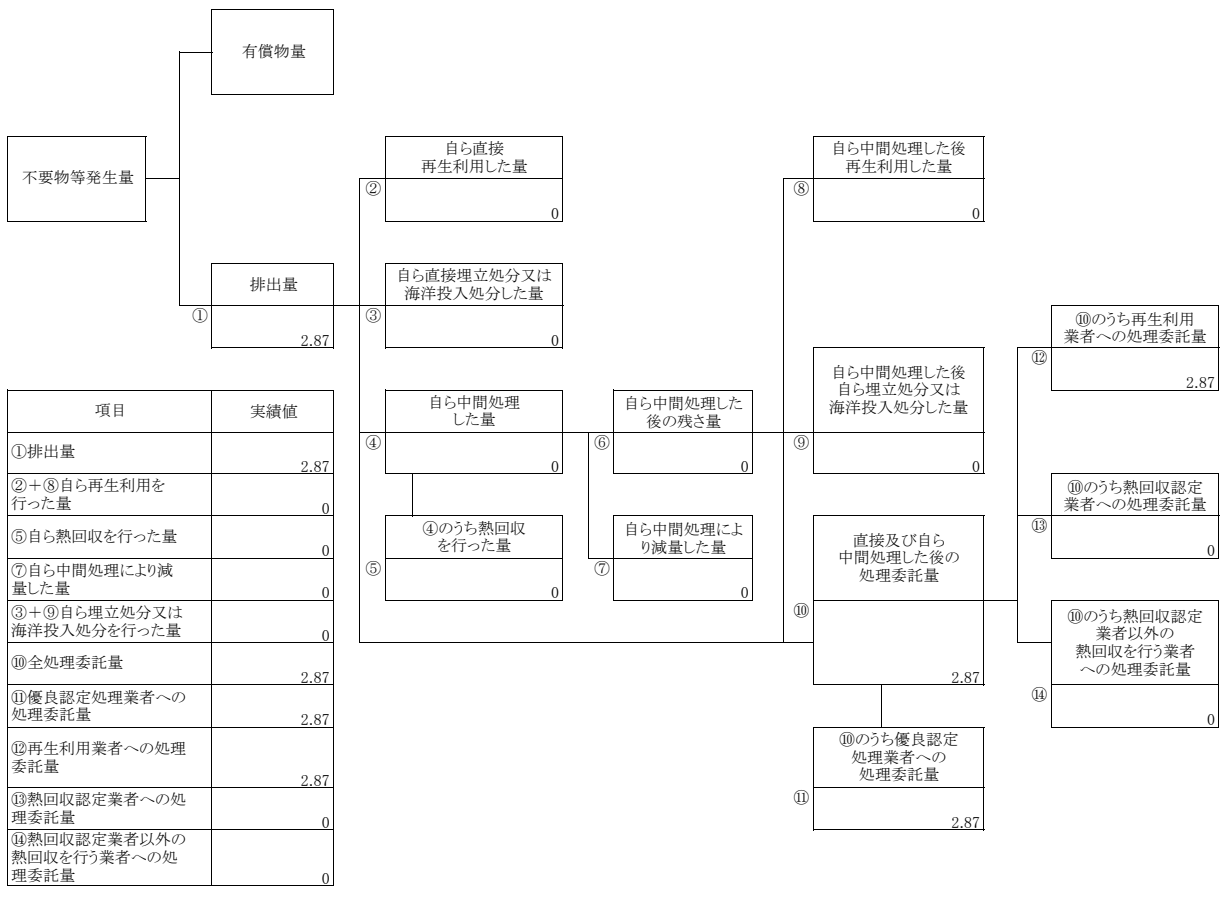 有償物量
不要物等発生量
自ら直接
再生利用した量
②
0
自ら中間処理した後
再生利用した量
⑧
0
排出量
①
2.87
自ら直接埋立処分又は
海洋投入処分した量
③
0
自ら中間処理
した量
④
0
自ら中間処理した
後の残さ量
⑥
0
自ら中間処理した後
自ら埋立処分又は
海洋投入処分した量
⑨
0
⑩のうち再生利用
業者への処理委託量
⑫
2.87
④のうち熱回収
を行った量
⑤
0
自ら中間処理によ
り減量した量
⑦
0
直接及び自ら
中間処理した後の
処理委託量
⑩
2.87
⑩のうち熱回収認定
業者への処理委託量
⑬
0
⑩のうち熱回収認定
業者以外の
熱回収を行う業者
への処理委託量
⑭
0
⑩のうち優良認定
処理業者への
処理委託量
⑪
2.87
項目 実績値
①排出量
2.87
②＋⑧自ら再生利用を
行った量
0
⑤自ら熱回収を行った量
0
⑦自ら中間処理により減
量した量
0
③＋⑨自ら埋立処分又は
海洋投入処分を行った量
0
⑩全処理委託量
2.87
⑪優良認定処理業者への
処理委託量
2.87
⑫再生利用業者への処理
委託量
2.87
⑬熱回収認定業者への処
理委託量
0
⑭熱回収認定業者以外の
熱回収を行う業者への処
理委託量
0